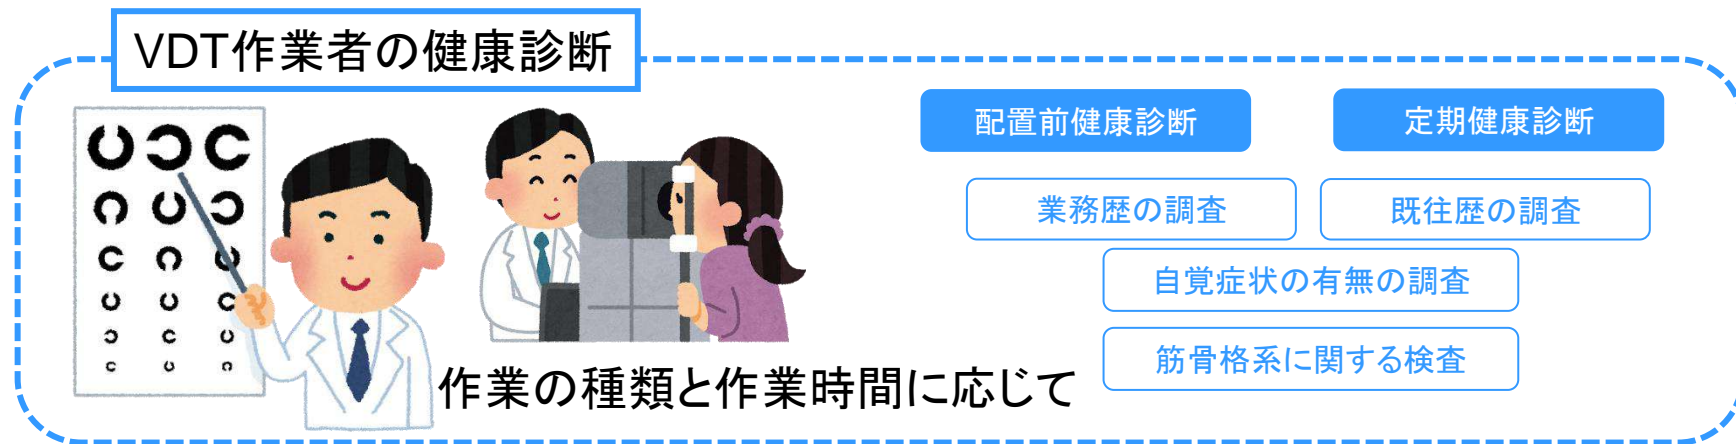 VDT作業者の健康診断
配置前健康診断
定期健康診断
業務歴の調査
既往歴の調査
自覚症状の有無の調査
筋骨格系に関する検査
作業の種類と作業時間に応じて